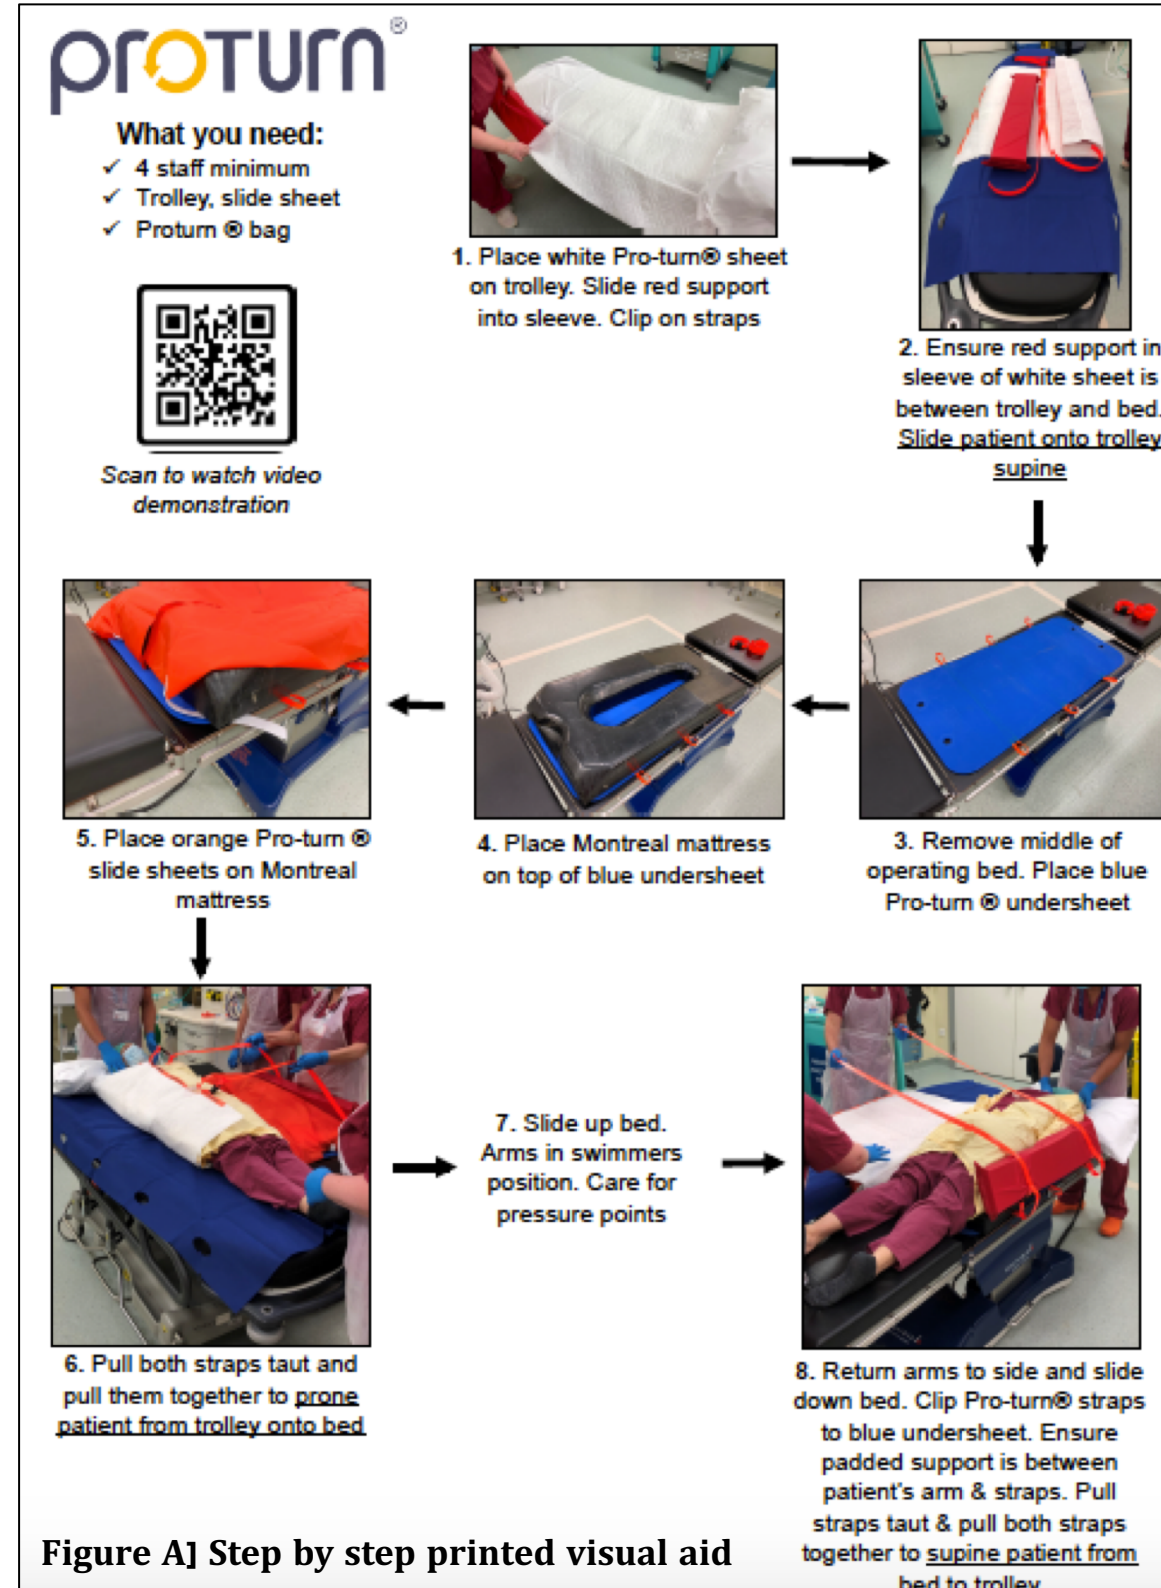 proturn®
What you need:
✓ 4 staff minimum
✓ Trolley, slide sheet
✓ Proturn ® bag
Scan to watch video
demonstration
1. Place white Pro-turn® sheet
on trolley. Slide red support
into sleeve. Clip on straps
2. Ensure red support in
sleeve of white sheet is
between trolley and bed.
Slide patient onto trolley
supine
3. Remove middle of
operating bed. Place blue
Pro-turn ® undersheet
4. Place Montreal mattress
on top of blue undersheet
5. Place orange Pro-turn ®
slide sheets on Montreal
mattress
6. Pull both straps taut and
pull them together to prone
patient from trolley onto bed
7. Slide up bed.
Arms in swimmers
position. Care for
pressure points
8. Return arms to side and slide
down bed. Clip Pro-turn® straps
to blue undersheet. Ensure
padded support is between
patient's arm & straps. Pull
straps taut & pull both straps
together to supine patient from
bed to trolley
Figure A] Step by step printed visual aid